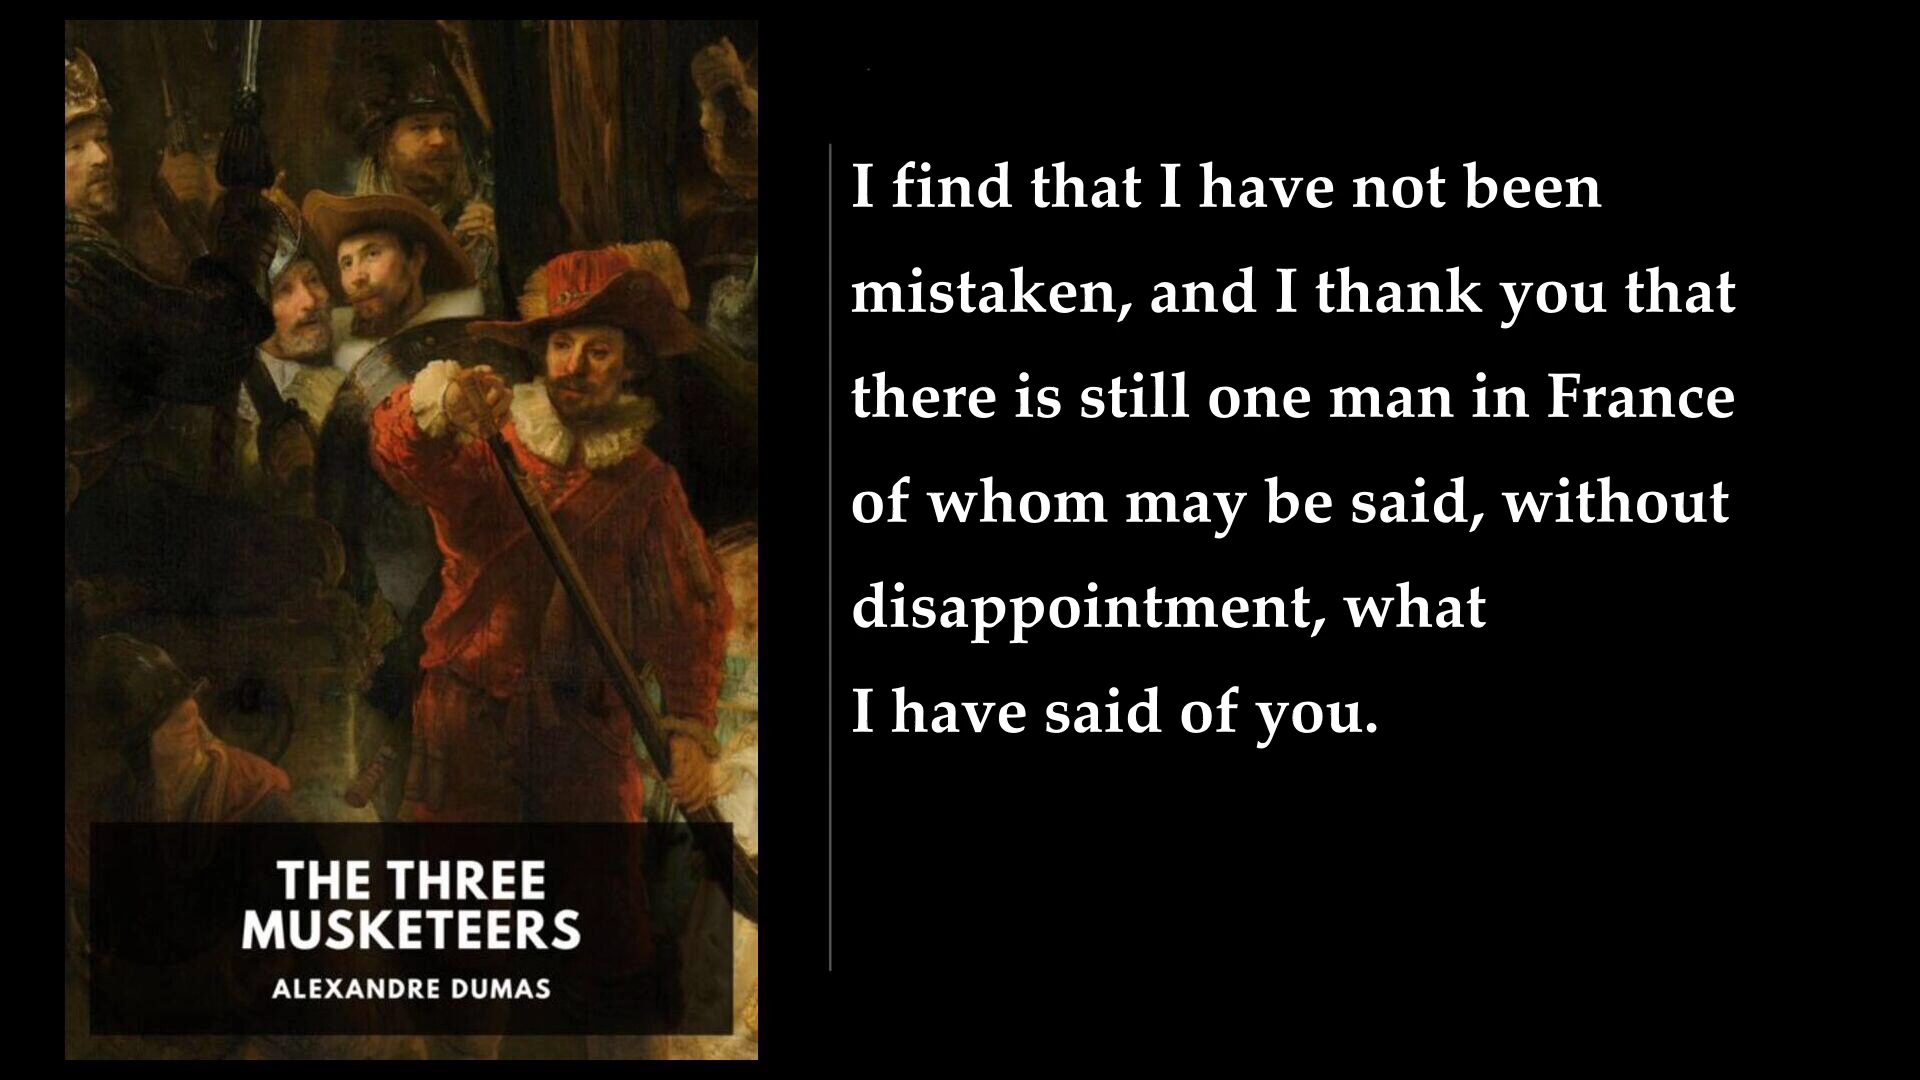 THE THREE
MUSKETEERS
ALEXANDRE DUMAS
I find that I have not been
mistaken, and I thank you that
there is still one man in France
of whom may be said, without
disappointment, what
I have said of you.